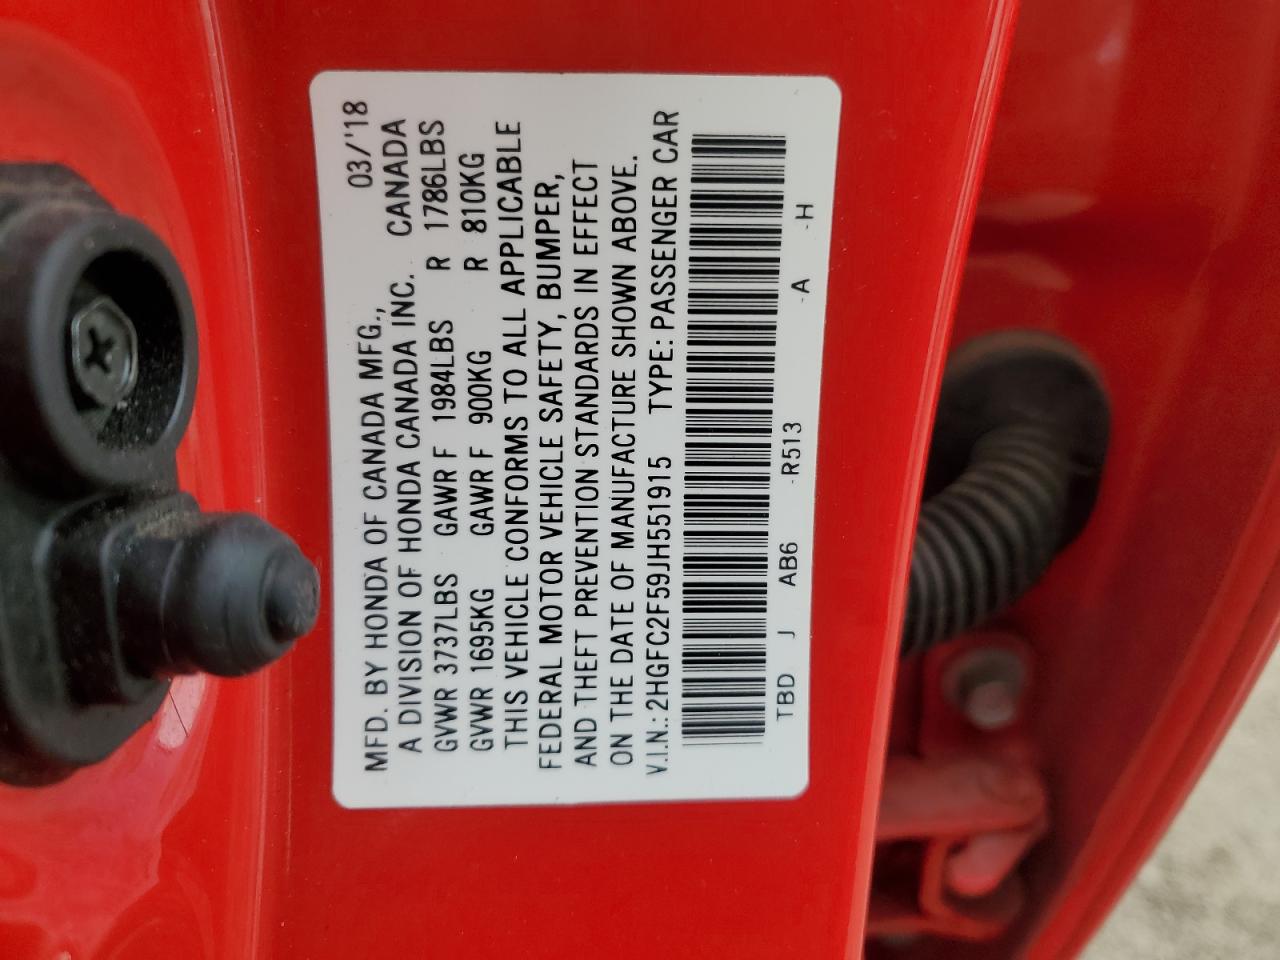 MFD. BY HONDA OF CANADA MFG., 03/'18
A DIVISION OF HONDA CANADA INC. CANADA
GVWR 3737LBS GAWR F 1984LBS R 1786LBS
GVWR 1695KG GAWR F 900KG R 810KG
THIS VEHICLE CONFORMS TO ALL APPLICABLE
FEDERAL MOTOR VEHICLE SAFETY, BUMPER,
AND THEFT PREVENTION STANDARDS IN EFFECT
ON THE DATE OF MANUFACTURE SHOWN ABOVE.
V.I.N.: 2HGFC2F59JH551915 TYPE: PASSENGER CAR
TBD J AB6 -R513 -A -H